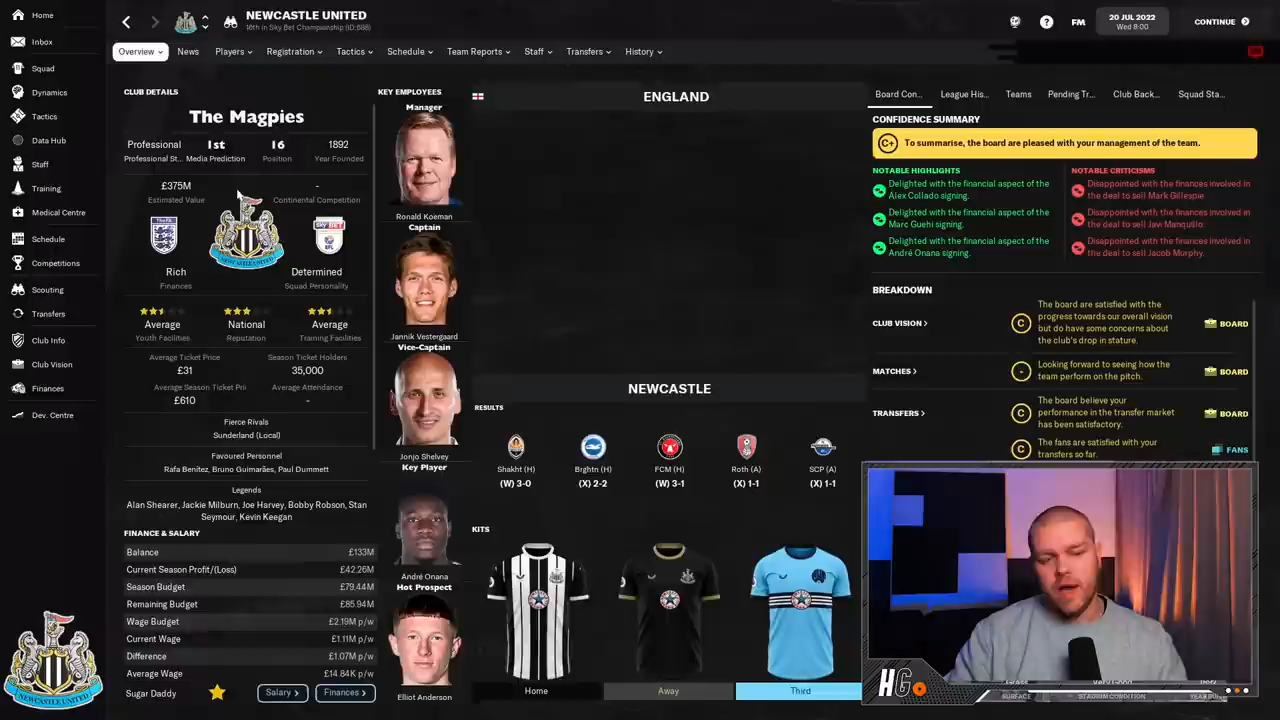 Home
NEWCASTLE UNITED
16th in Sky Bet Championship (ID:688)
FM
20 JUL 2022
Wed 8:00
CONTINUE
Inbox
Overview
News
Players
Registration
Tactics
Schedule
Team Reports
Staff
Transfers
History
Squad
Dynamics
Tactics
Data Hub
Staff
Training
Medical Centre
Schedule
Competitions
Scouting
Transfers
Club Info
Club Vision
Finances
Dev. Centre
CLUB DETAILS
The Magpies
Professional
1st
16
1892
Professional St...
Media Prediction
Position
Year Founded
£375M
-
Estimated Value
Continental Competition
Rich
Determined
Finances
Squad Personality
Average
National
Average
Youth Facilities
Reputation
Training Facilities
Average Ticket Price
Season Ticket Holders
£31
35,000
Average Season Ticket Pric
Average Attendance
£610
-
Fierce Rivals
Sunderland (Local)
Favoured Personnel
Rafa Benítez, Bruno Guimarães, Paul Dummett
Legends
Alan Shearer, Jackie Milburn, Joe Harvey, Bobby Robson, Stan
Seymour, Kevin Keegan
FINANCE & SALARY
Balance £133M
Current Season Profit/(Loss) £42.26M
Season Budget £79.44M
Remaining Budget £85.94M
Wage Budget £2.19M p/w
Current Wage £1.11M p/w
Difference £1.07M p/w
Average Wage £14.84K p/w
Sugar Daddy
Salary
Finances
KEY EMPLOYEES
Manager
Ronald Koeman
Captain
Jannik Vestergaard
Vice-Captain
Jonjo Shelvey
Key Player
André Onana
Hot Prospect
Elliot Anderson
ENGLAND
NEWCASTLE
RESULTS
Shakht (H)
Brghtn (H)
FCM (H)
Roth (A)
SCP (A)
(W) 3-0
(X) 2-2
(W) 3-1
(X) 1-1
(X) 1-1
KITS
Home
Away
Third
Board Con...
League His...
Teams
Pending Tr...
Club Back...
Squad Sta...
CONFIDENCE SUMMARY
C+
To summarise, the board are pleased with your management of the team.
NOTABLE HIGHLIGHTS
Delighted with the financial aspect of the
Alex Collado signing.
Delighted with the financial aspect of the
Marc Guehi signing.
Delighted with the financial aspect of the
André Onana signing.
NOTABLE CRITICISMS
Disappointed with the finances involved in
the deal to sell Mark Gillespie
Disappointed with the finances involved in
the deal to sell Javi Manquillo.
Disappointed with the finances involved in
the deal to sell Jacob Murphy.
BREAKDOWN
CLUB VISION
C
The board are satisfied with the
progress towards our overall vision
but do have some concerns about
the club's drop in stature.
BOARD
MATCHES
-
Looking forward to seeing how the
team perform on the pitch.
BOARD
TRANSFERS
C
The board believe your
performance in the transfer market
has been satisfactory.
BOARD
C
The fans are satisfied with your
transfers so far.
FANS
HG
SURFACE
STADIUM CONDITION